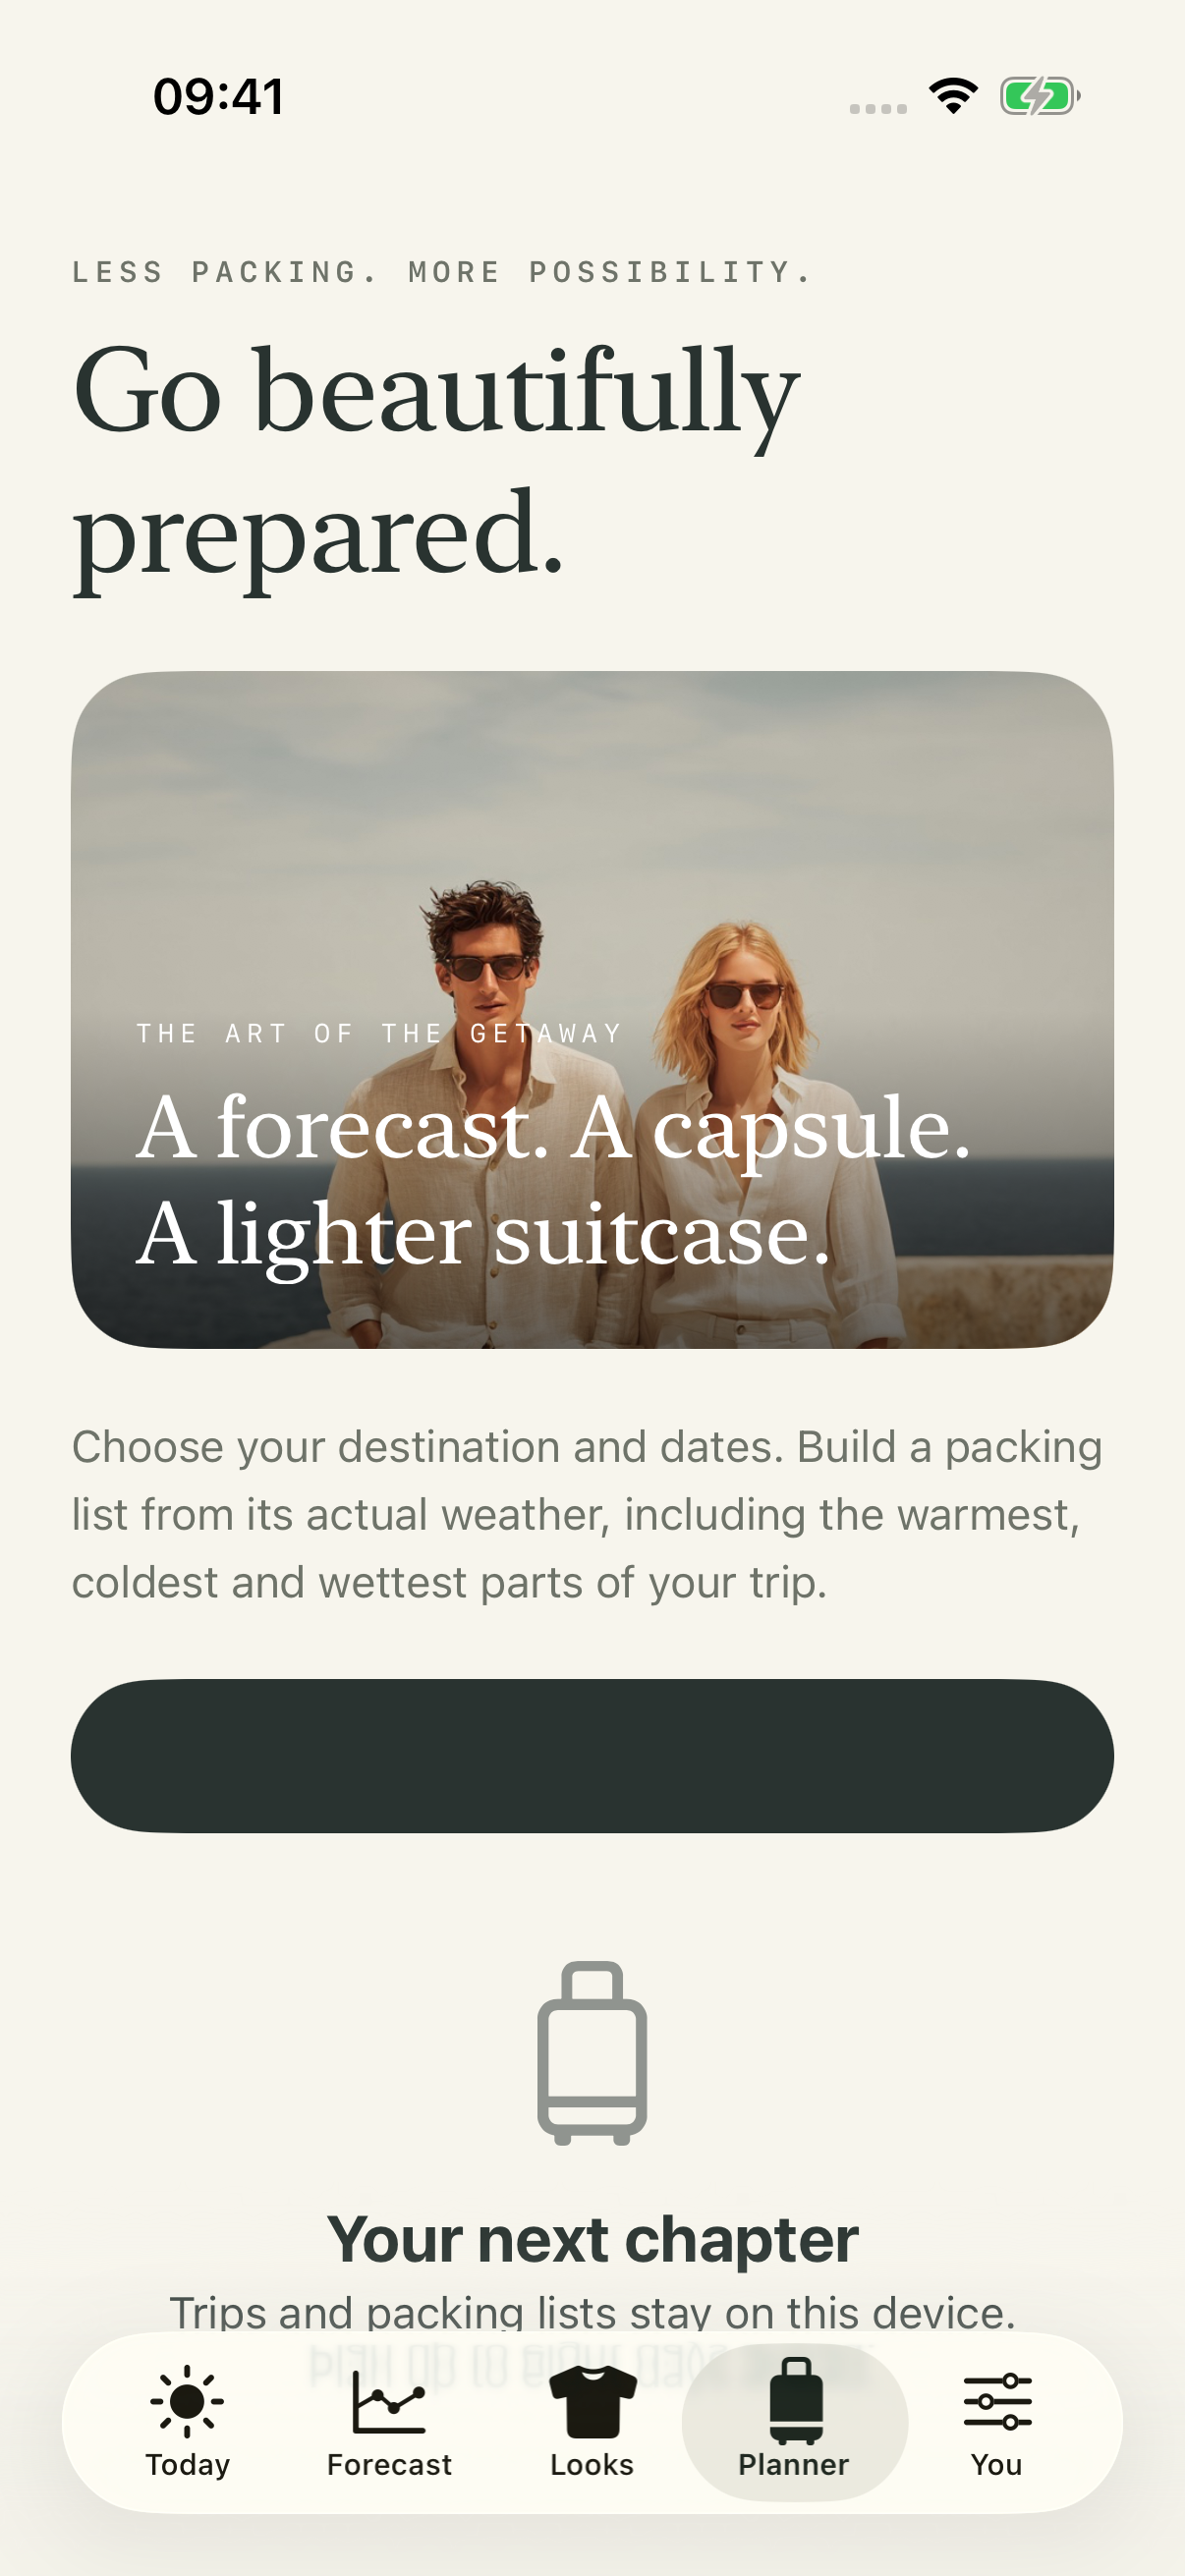 09:41
LESS PACKING. MORE POSSIBILITY.
Go beautifully
prepared.
THE ART OF THE GETAWAY
A forecast. A capsule.
A lighter suitcase.
Choose your destination and dates. Build a packing
list from its actual weather, including the warmest,
coldest and wettest parts of your trip.
Your next chapter
Trips and packing lists stay on this device.
Today
Forecast
Looks
Planner
You